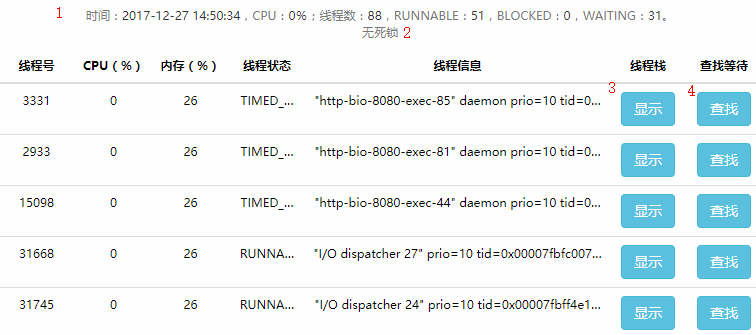 1 时间：2017-12-27 14:50:34，CPU：0%；线程数：88，RUNNABLE：51，BLOCKED：0，WAITING：31。
无死锁 2
线程号 CPU（%） 内存（%） 线程状态 线程信息 线程栈 查找等待
3 4
3331 0 26 TIMED_... "http-bio-8080-exec-85" daemon prio=10 tid=0... 显示 查找
2933 0 26 TIMED_... "http-bio-8080-exec-81" daemon prio=10 tid=0... 显示 查找
15098 0 26 TIMED_... "http-bio-8080-exec-44" daemon prio=10 tid=0... 显示 查找
31668 0 26 RUNNA... "I/O dispatcher 27" prio=10 tid=0x00007fbfc007... 显示 查找
31745 0 26 RUNNA... "I/O dispatcher 24" prio=10 tid=0x00007fbff4e1... 显示 查找